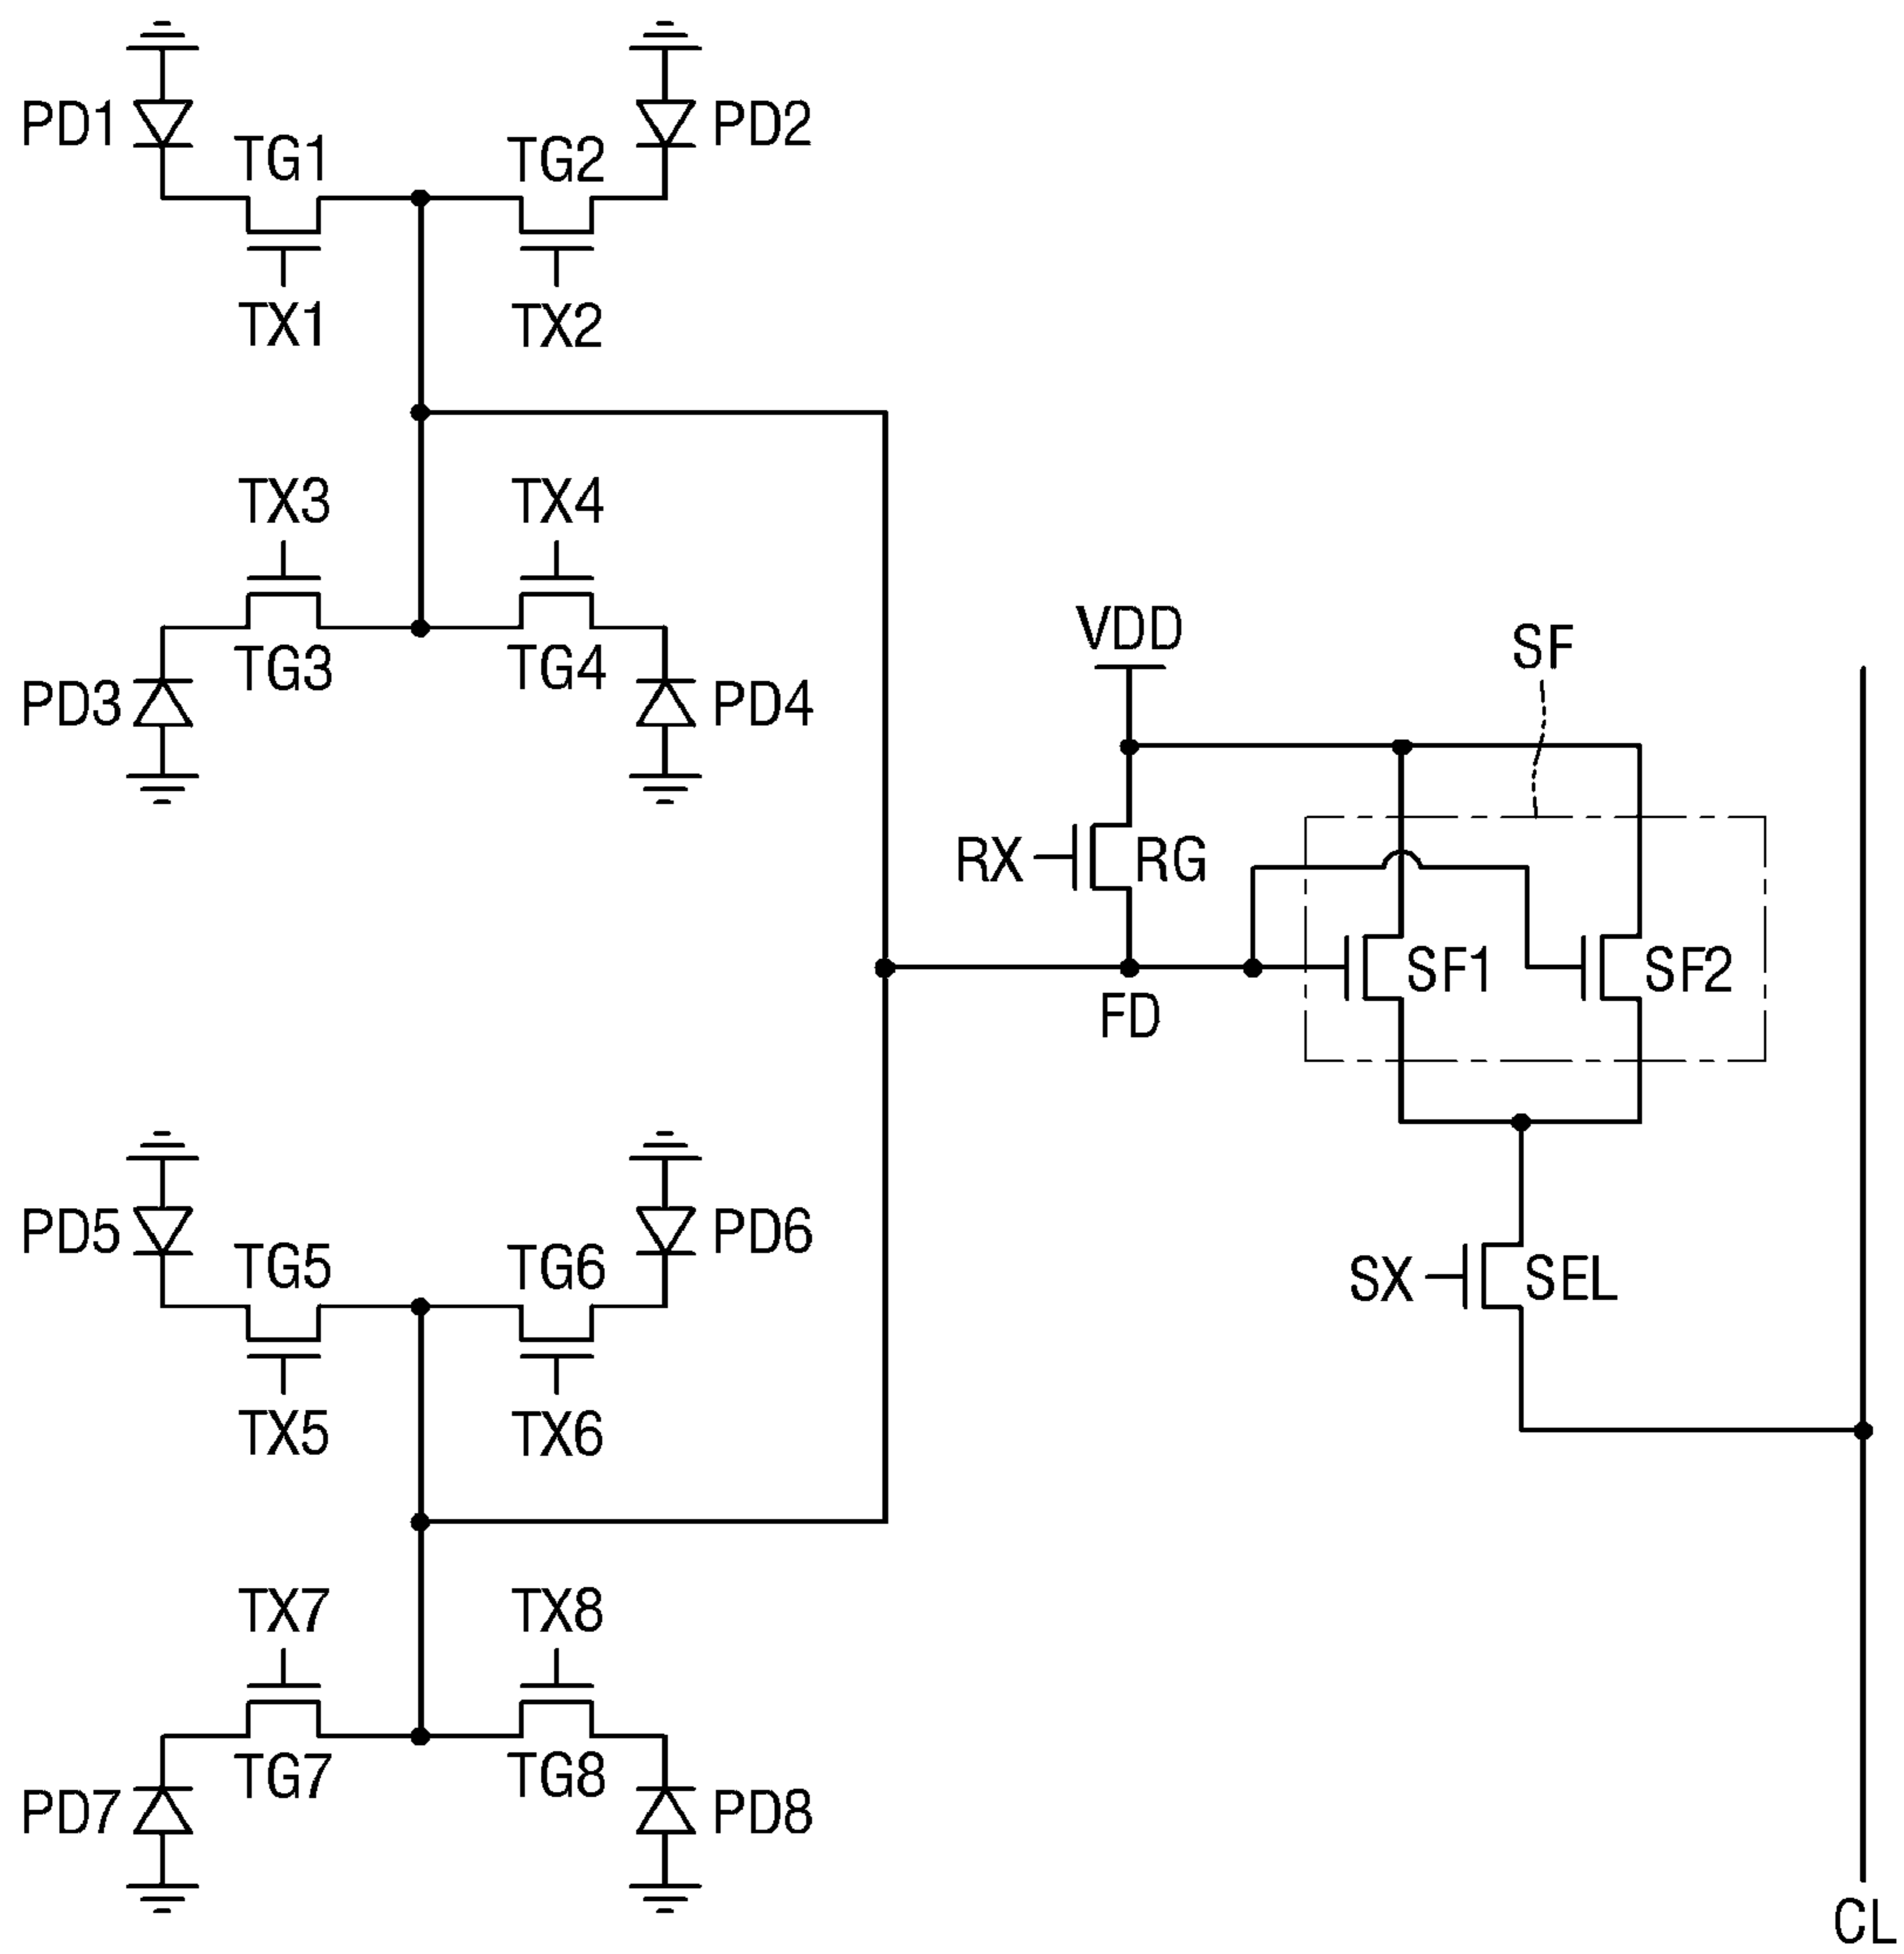 PD1
TG1
TG2
PD2
TX1
TX2
TX3
TX4
PD3
TG3
TG4
PD4
VDD
SF
RX
RG
SF1
SF2
FD
PD5
TG5
TG6
PD6
SX
SEL
TX5
TX6
TX7
TX8
PD7
TG7
TG8
PD8
CL